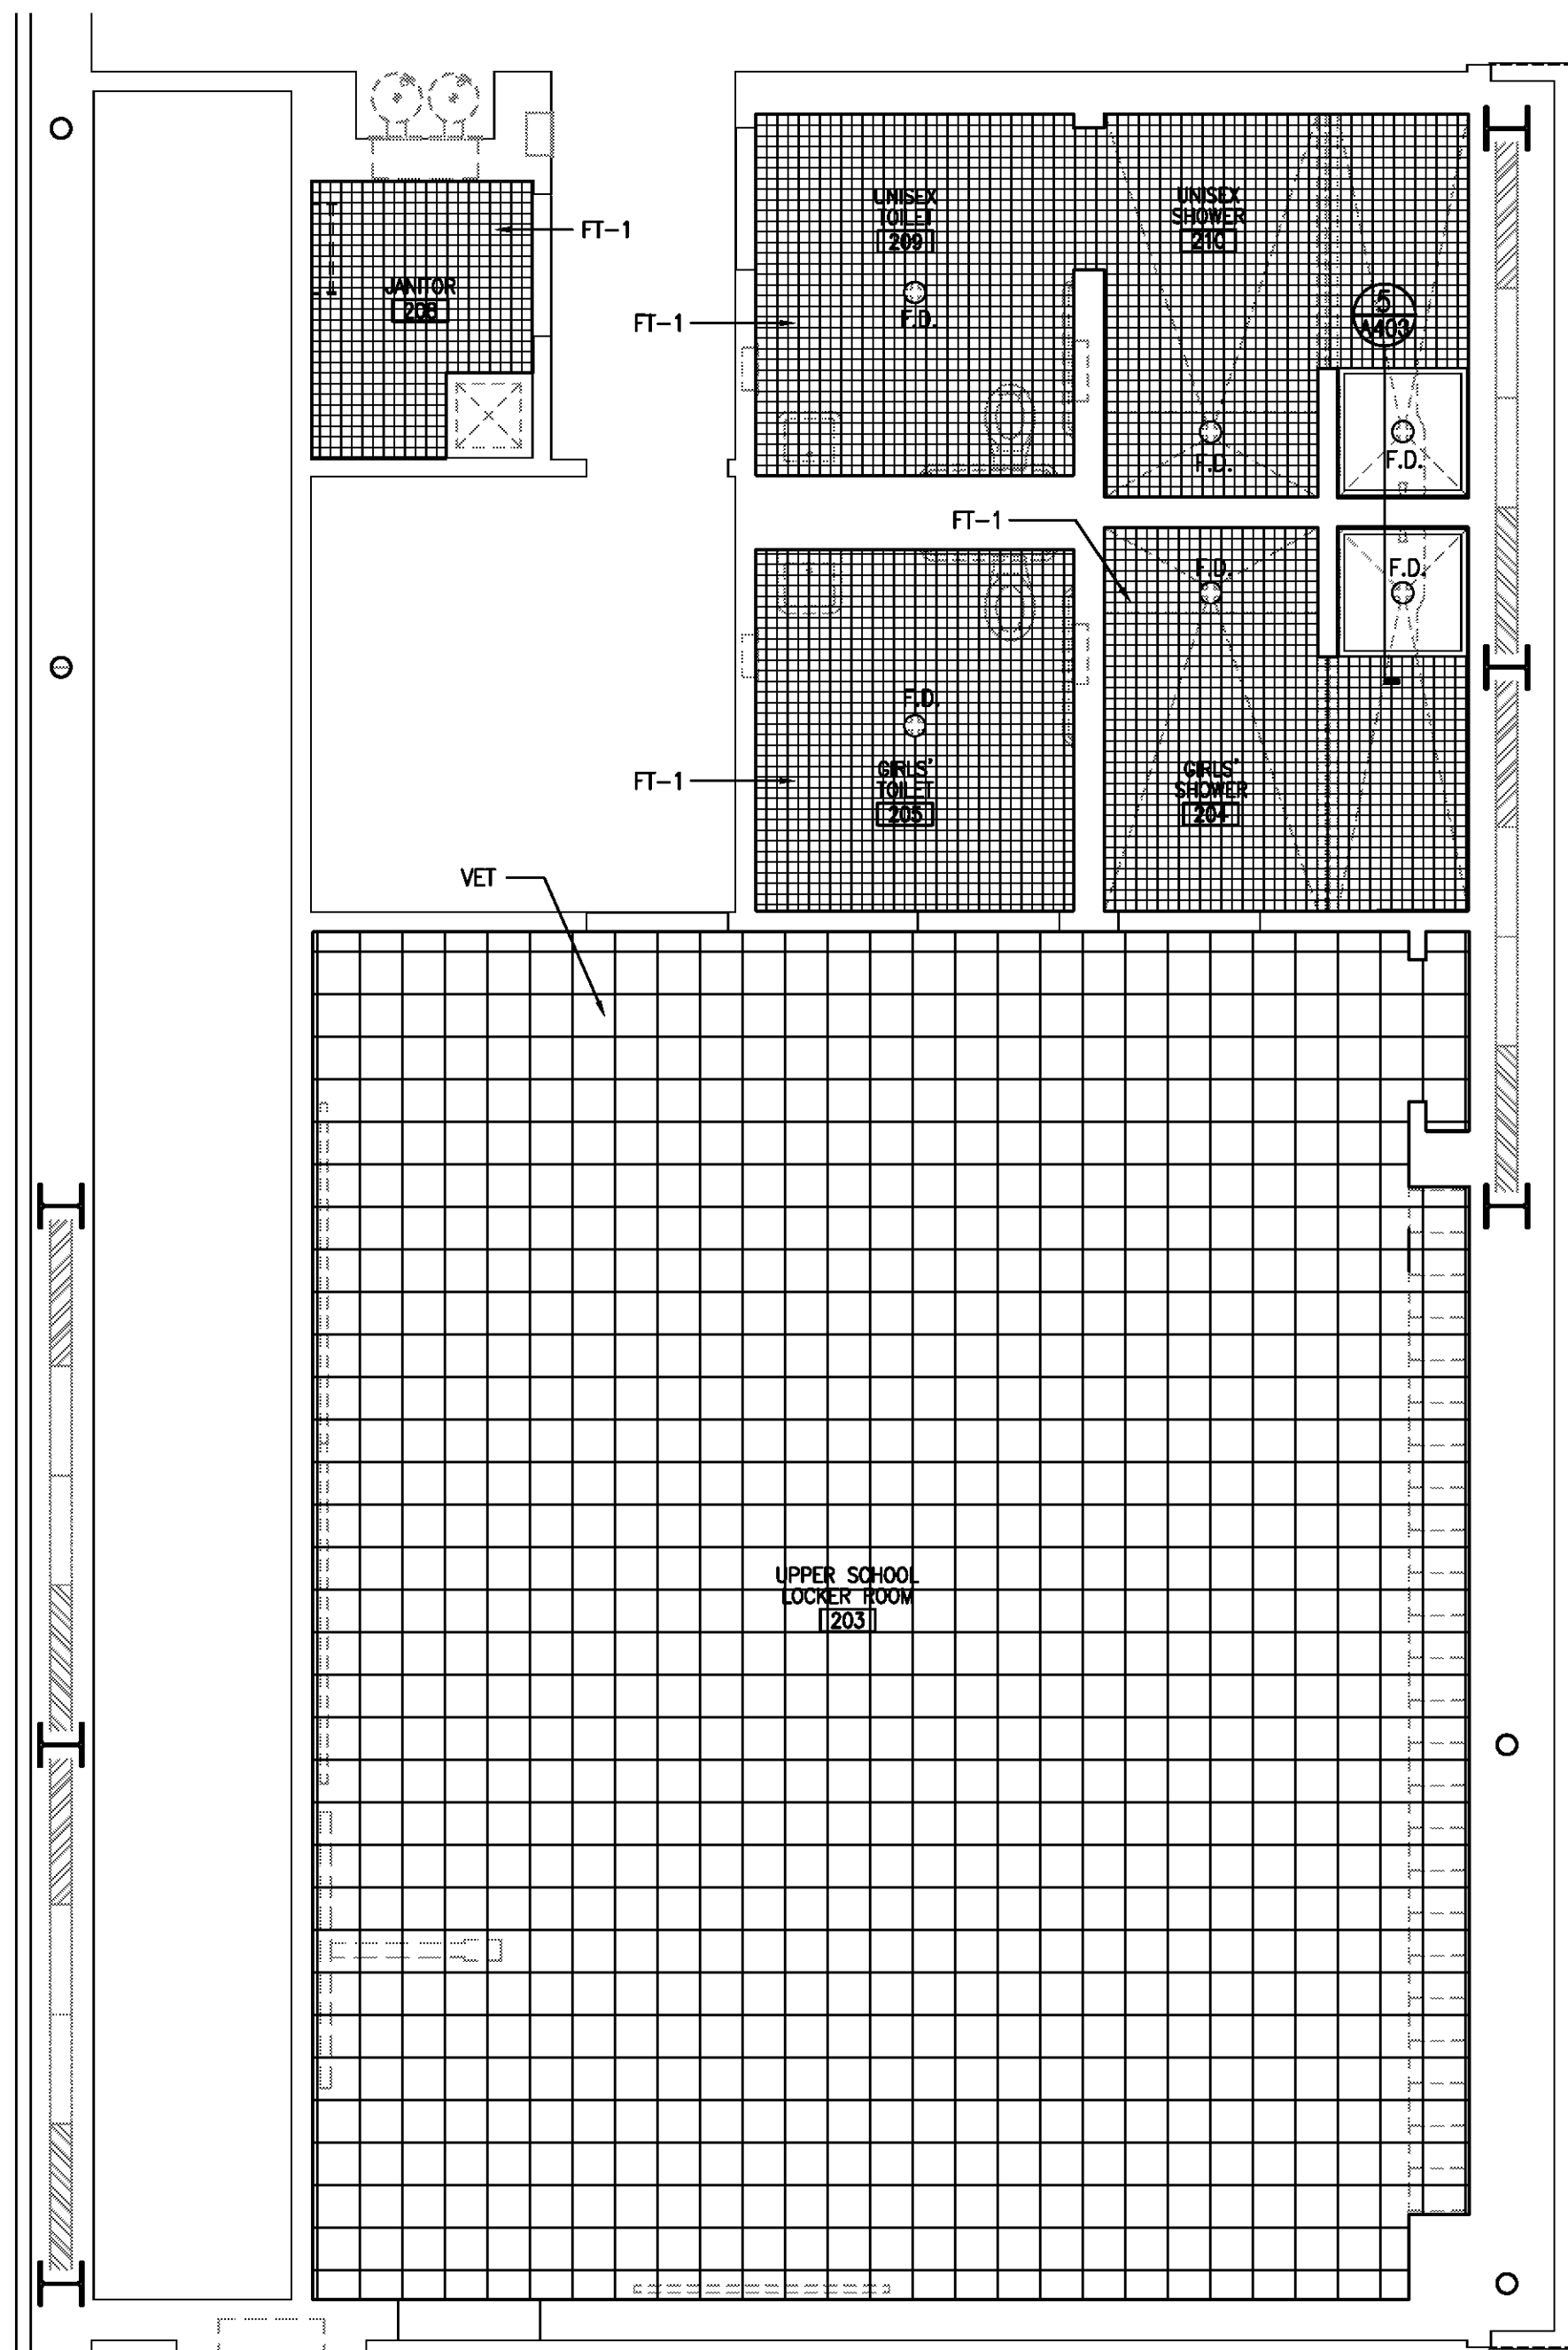 UNISEX
TOILET
209
UNISEX
SHOWER
210
FT-1
JANITOR
208
5
A403
FT-1
F.D.
F.D.
F.D.
FT-1
F.D.
F.D.
F.D.
GIRLS'
TOILET
205
GIRLS'
SHOWER
204
FT-1
VET
UPPER SCHOOL
LOCKER ROOM
203